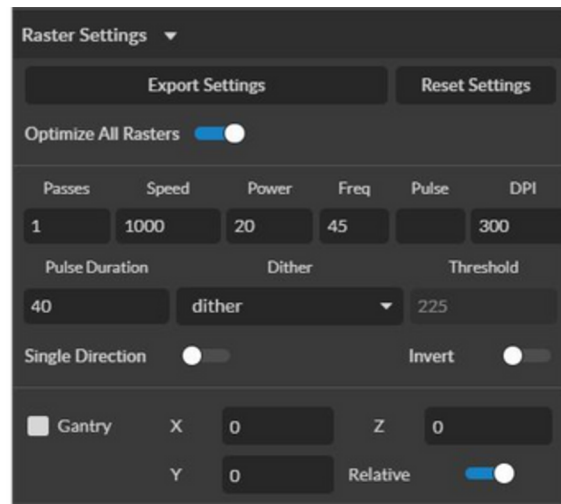 Raster Settings
Export Settings Reset Settings
Optimize All Rasters
Passes Speed Power Freq Pulse DPI
1 1000 20 45 300
Pulse Duration Dither Threshold
40 dither 225
Single Direction Invert
Gantry X 0 Z 0
Y 0 Relative